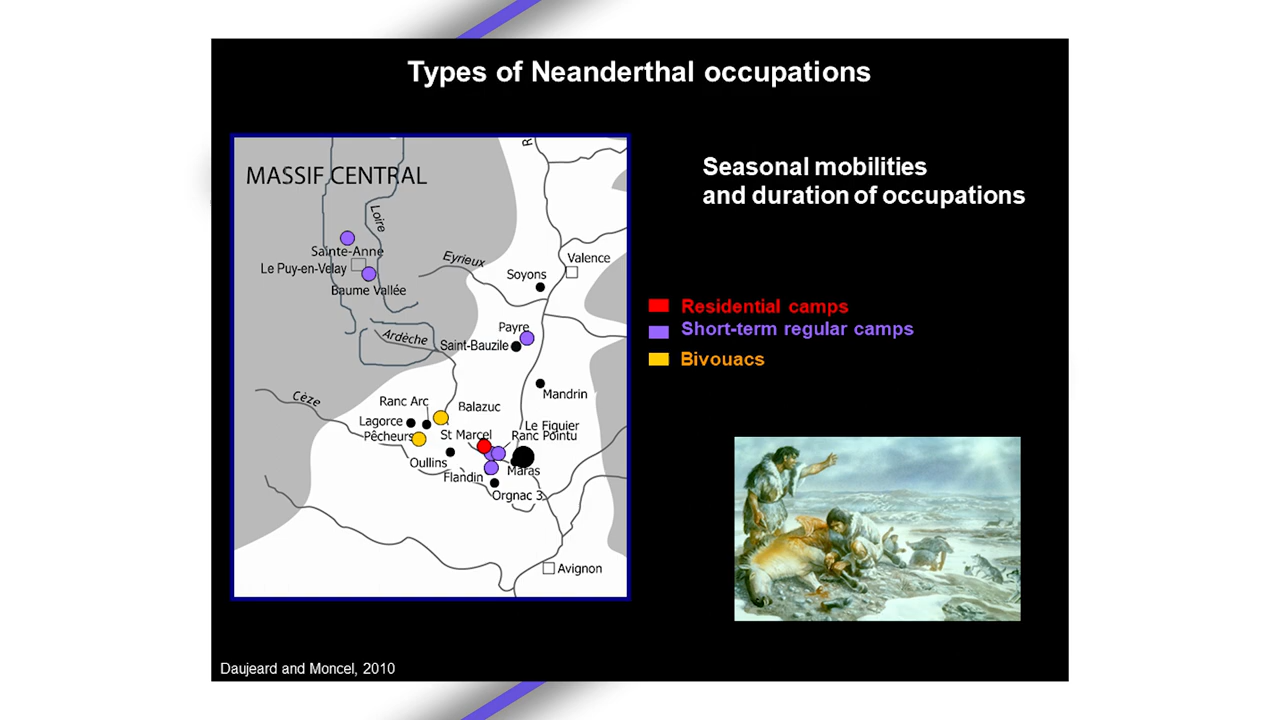 Types of Neanderthal occupations
MASSIF CENTRAL
R
Loire
Sainte-Anne
Le Puy-en-Velay
Baume Vallée
Eyrieux
Soyons
Valence
Payre
Saint-Bauzile
Ardèche
Mandrin
Cèze
Ranc Arc
Balazuc
Lagorce
Pêcheurs
St Marcel
Le Figuier
Ranc Pointu
Oullins
Maras
Flandin
Orgnac 3
Avignon
Seasonal mobilities
and duration of occupations
Residential camps
Short-term regular camps
Bivouacs
Daujeard and Moncel, 2010